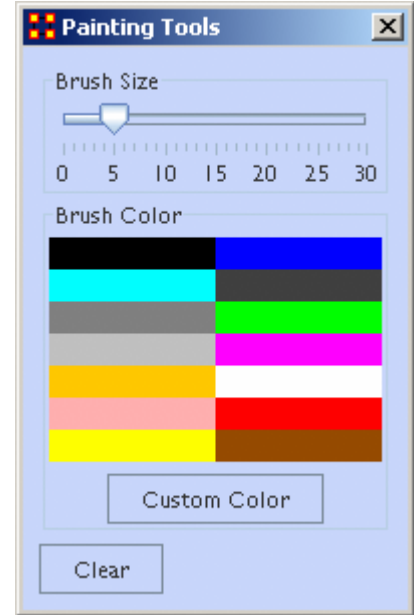 Painting Tools
Brush Size
0 5 10 15 20 25 30
Brush Color
Custom Color
Clear